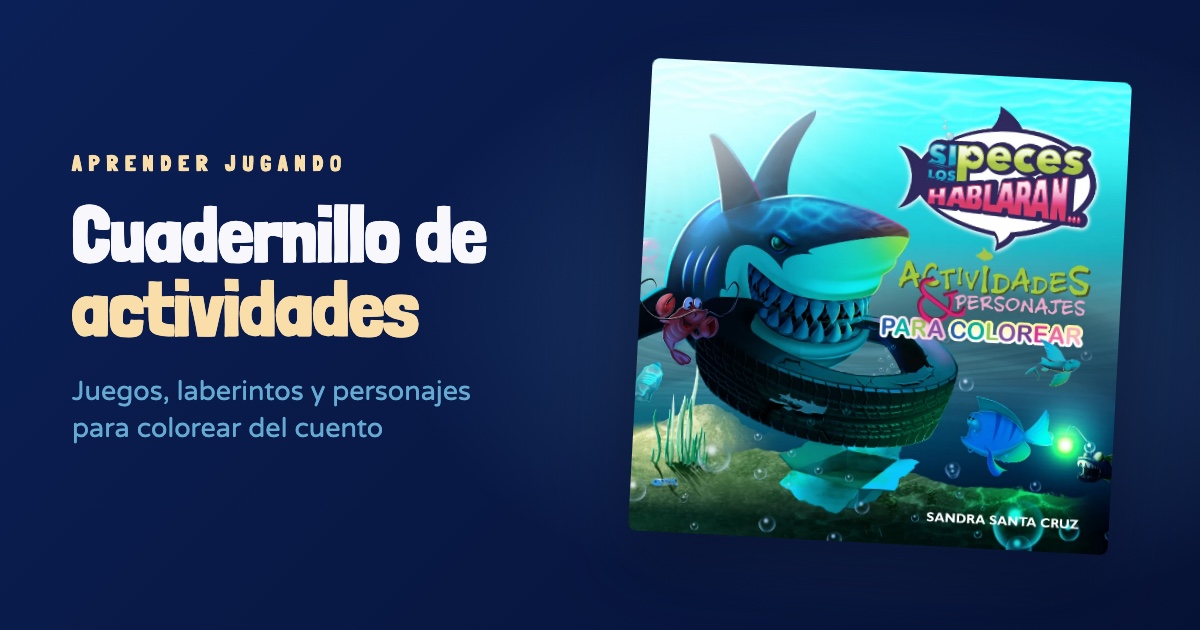 APRENDER JUGANDO
Cuadernillo de
actividades
Juegos, laberintos y personajes
para colorear del cuento
SI LOS peces
HABLARAN...
ACTIVIDADES
& PERSONAJES
PARA COLOREAR
SANDRA SANTA CRUZ